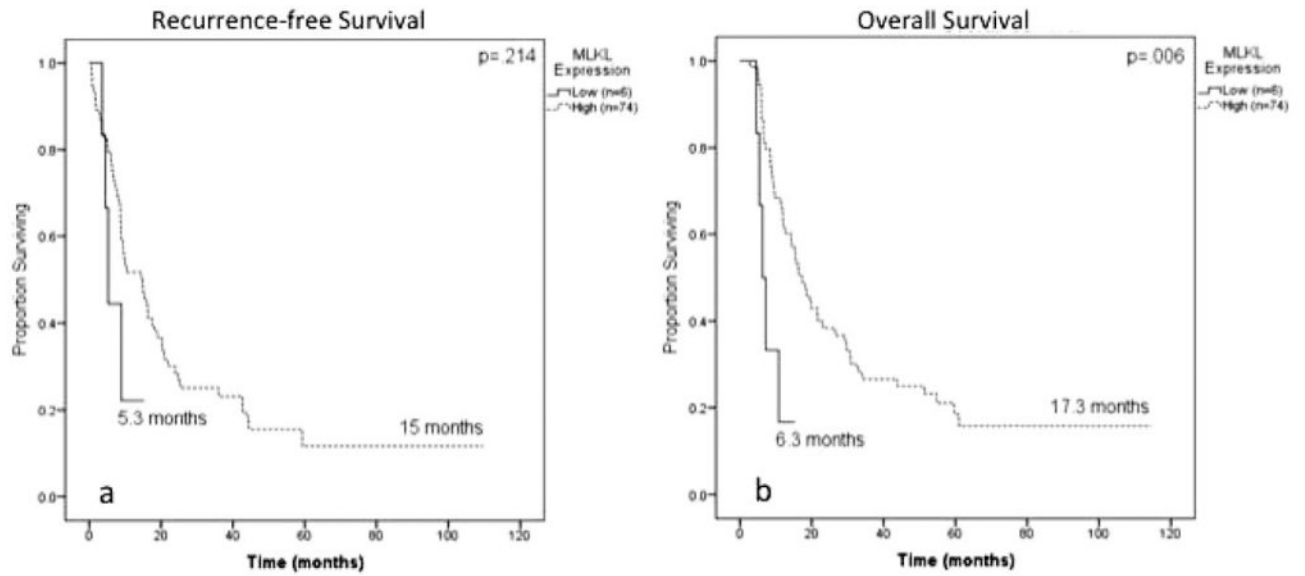 Recurrence-free Survival
p=.214
MLKL
Expression
Low (n=6)
High (n=74)
Proportion Surviving
1.0
0.8
0.6
0.4
0.2
0.0
5.3 months
15 months
a
0 20 40 60 80 100 120
Time (months)
Overall Survival
p=.006
MLKL
Expression
Low (n=6)
High (n=74)
Proportion Surviving
1.0
0.8
0.6
0.4
0.2
0.0
17.3 months
6.3 months
b
0 20 40 60 80 100 120
Time (months)